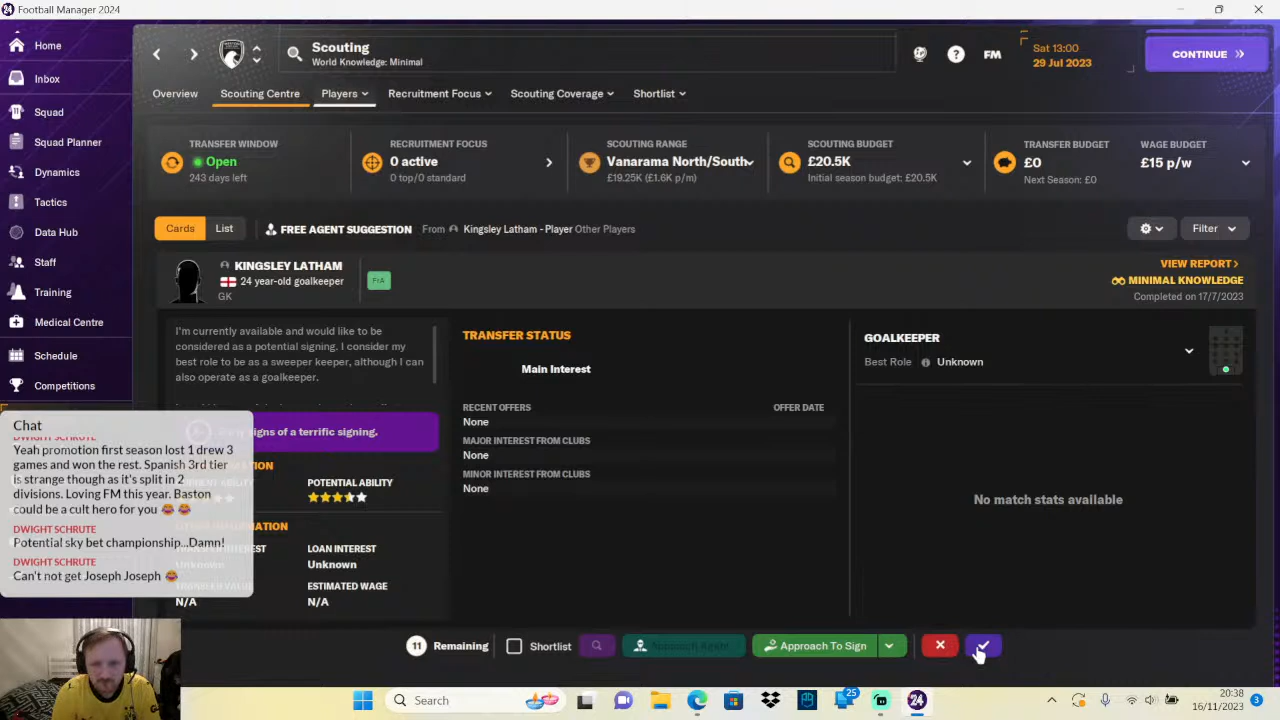 Football Manager 2024
Home
Inbox
Squad
Squad Planner
Dynamics
Tactics
Data Hub
Staff
Training
Medical Centre
Schedule
Competitions
Scouting
World Knowledge: Minimal
FM
Sat 13:00
29 Jul 2023
CONTINUE
Overview
Scouting Centre
Players
Recruitment Focus
Scouting Coverage
Shortlist
TRANSFER WINDOW
Open
243 days left
RECRUITMENT FOCUS
0 active
0 top/0 standard
SCOUTING RANGE
Vanarama North/South
£19.25K (£1.6K p/m)
SCOUTING BUDGET
£20.5K
Initial season budget: £20.5K
TRANSFER BUDGET
£0
Next Season: £0
WAGE BUDGET
£15 p/w
Cards
List
FREE AGENT SUGGESTION
From Kingsley Latham - Player Other Players
Filter
KINGSLEY LATHAM
24 year-old goalkeeper
GK
VIEW REPORT >
MINIMAL KNOWLEDGE
Completed on 17/7/2023
I'm currently available and would like to be
considered as a potential signing. I consider my
best role to be as a sweeper keeper, although I can
also operate as a goalkeeper.
signs of a terrific signing.
POTENTIAL ABILITY
LOAN INTEREST
Unknown
Unknown
N/A
ESTIMATED WAGE
N/A
TRANSFER STATUS
Main Interest
RECENT OFFERS
OFFER DATE
None
MAJOR INTEREST FROM CLUBS
None
MINOR INTEREST FROM CLUBS
None
GOALKEEPER
Best Role Unknown
No match stats available
Chat
DWIGHT SCHRUTE
Yeah promotion first season lost 1 drew 3
games and won the rest. Spanish 3rd tier
is strange though as it's split in 2
divisions. Loving FM this year. Baston
could be a cult hero for you 😂 😂
DWIGHT SCHRUTE
Potential sky bet championship...Damn!
DWIGHT SCHRUTE
Can't not get Joseph Joseph 😂
11 Remaining
Shortlist
Approach To Sign
Search
25
24
20:38
16/11/2023
3